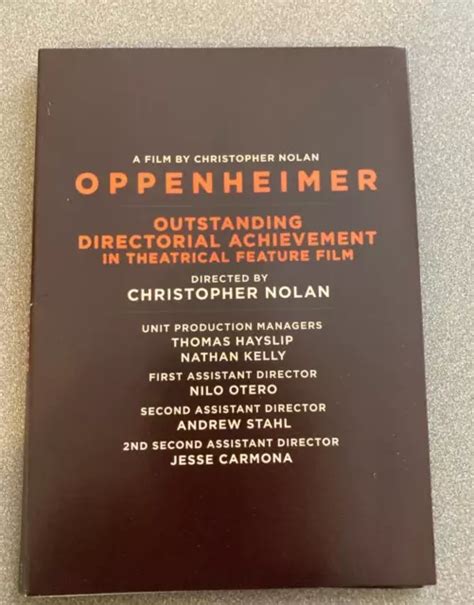 A FILM BY CHRISTOPHER NOLAN
OPPENHEIMER
OUTSTANDING
DIRECTORIAL ACHIEVEMENT
IN THEATRICAL FEATURE FILM
DIRECTED BY
CHRISTOPHER NOLAN
UNIT PRODUCTION MANAGERS
THOMAS HAYSLIP
NATHAN KELLY
FIRST ASSISTANT DIRECTOR
NILO OTERO
SECOND ASSISTANT DIRECTOR
ANDREW STAHL
2ND SECOND ASSISTANT DIRECTOR
JESSE CARMONA